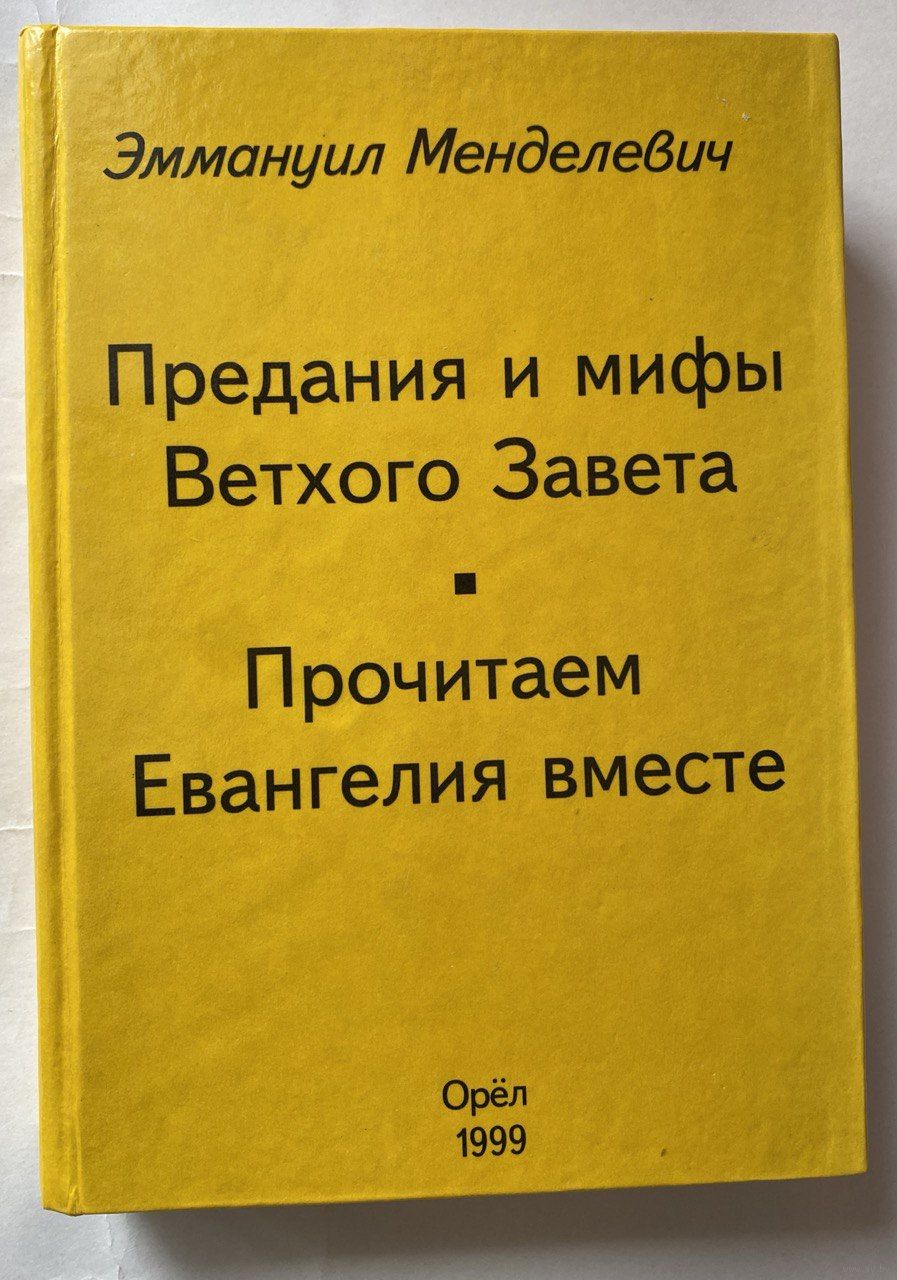 Эммануил Менделевич
Предания и мифы
Ветхого Завета
▪
Прочитаем
Евангелия вместе
Орёл
1999